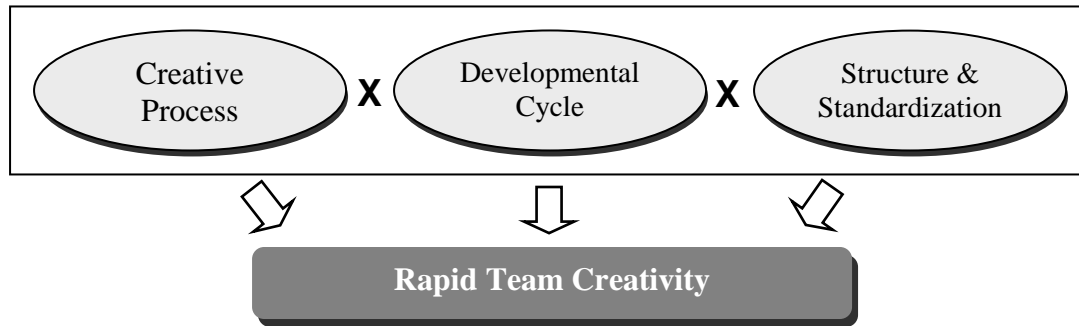 Creative
Process
X
Developmental
Cycle
X
Structure &
Standardization
Rapid Team Creativity